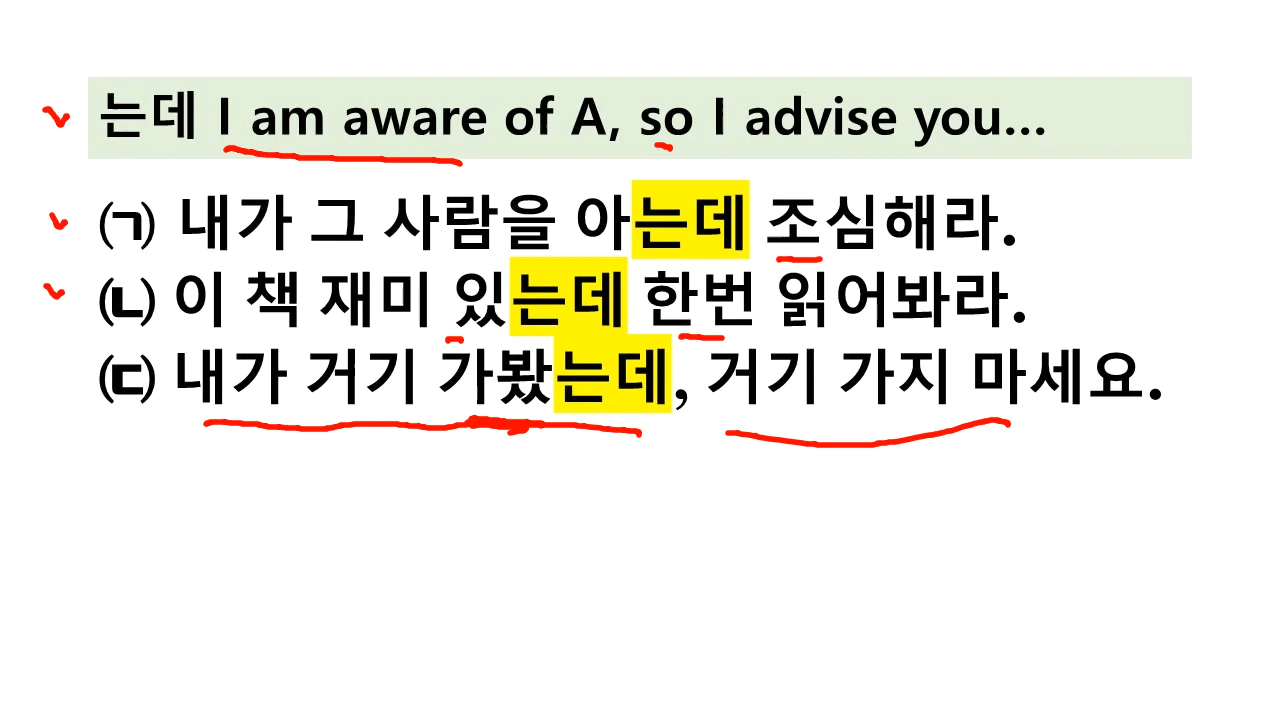 는데 I am aware of A, so I advise you...
(ㄱ) 내가 그 사람을 아는데 조심해라.
(ㄴ) 이 책 재미 있는데 한번 읽어봐라.
(ㄷ) 내가 거기 가봤는데, 거기 가지 마세요.